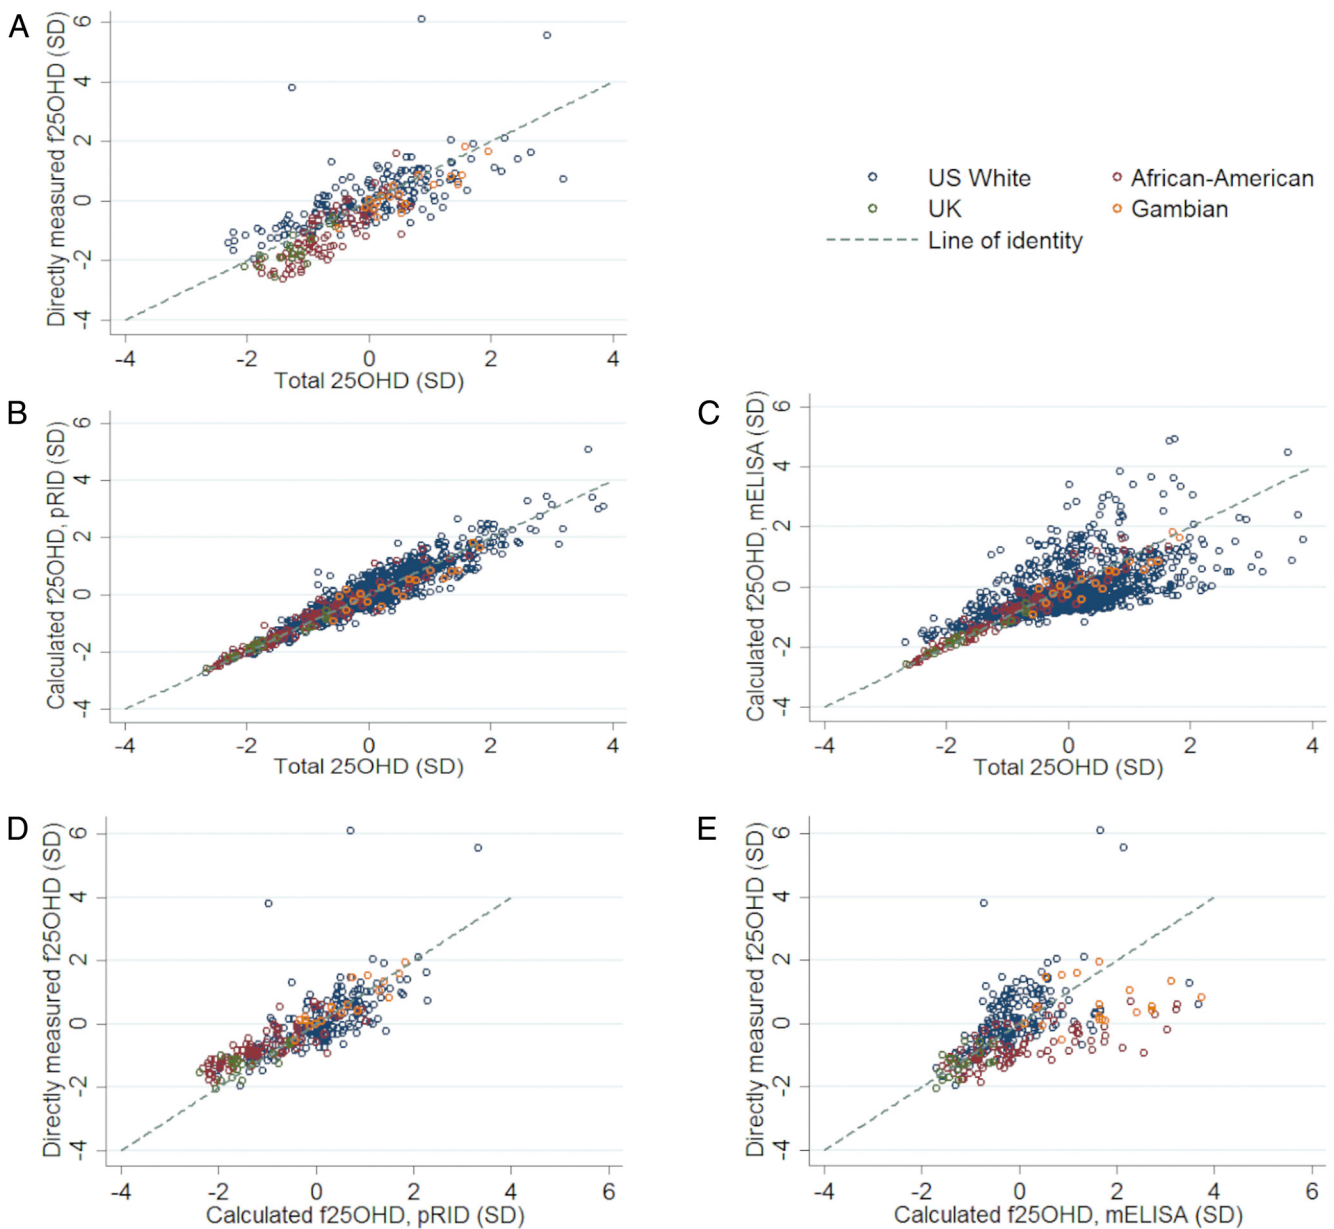 A
Directly measured f25OHD (SD)
6
4
2
0
-2
-4
-4 -2 0 2 4
Total 25OHD (SD)
US White
African-American
UK
Gambian
Line of identity
B
Calculated f25OHD, pRID (SD)
6
4
2
0
-2
-4
-4 -2 0 2 4
Total 25OHD (SD)
C
Calculated f25OHD, mELISA (SD)
6
4
2
0
-2
-4
-4 -2 0 2 4
Total 25OHD (SD)
D
Directly measured f25OHD (SD)
6
4
2
0
-2
-4
-4 -2 0 2 4 6
Calculated f25OHD, pRID (SD)
E
Directly measured f25OHD (SD)
6
4
2
0
-2
-4
-4 -2 0 2 4 6
Calculated f25OHD, mELISA (SD)